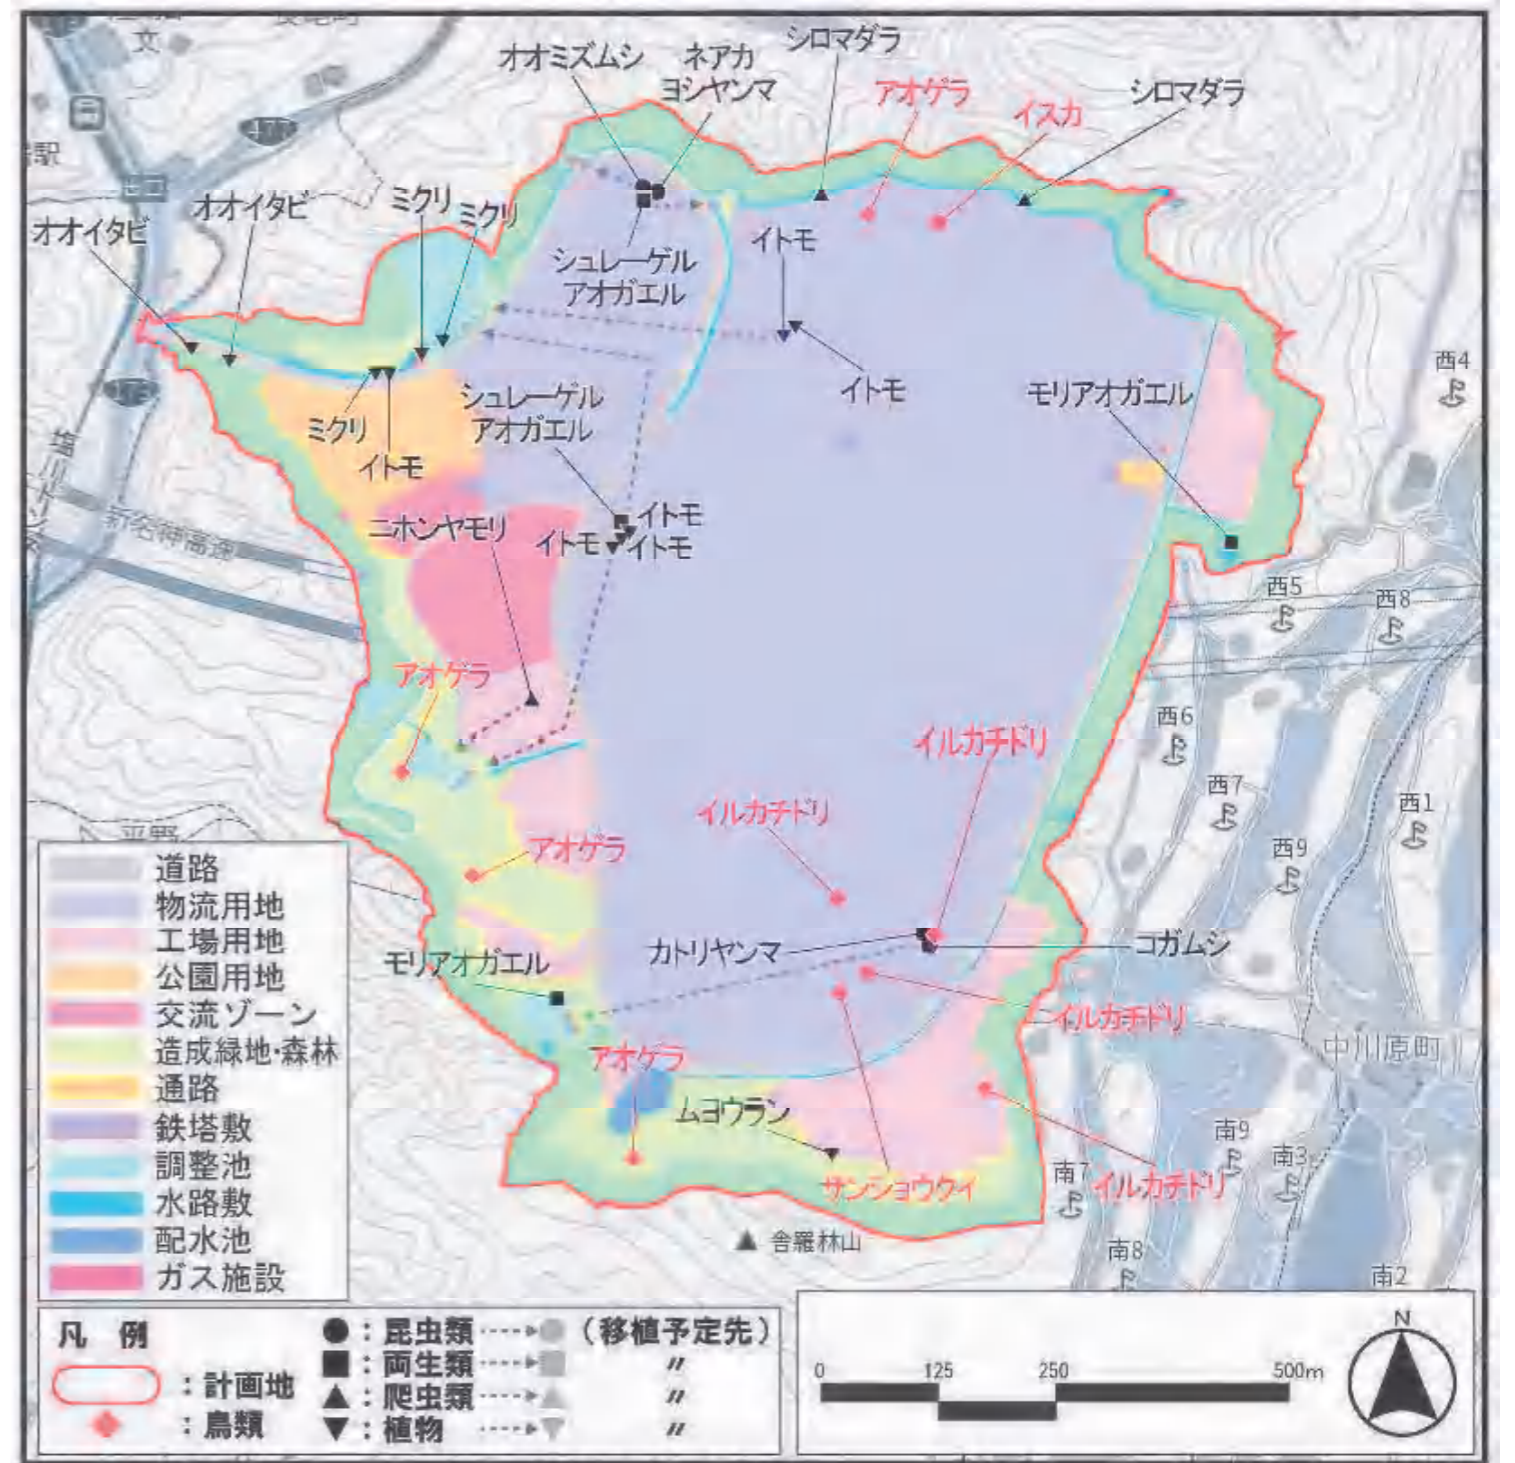 文
477
駅
173
オオミズムシ
ネアカ
ヨシヤンマ
シロマダラ
アオゲラ
イスカ
シロマダラ
オオイタビ
オオイタビ
ミクリ
ミクリ
シュレーゲル
アオガエル
イトモ
イトモ
ミクリ
イトモ
シュレーゲル
アオガエル
モリアオガエル
西4
新名神高速
ニホンヤモリ
イトモ
イトモ
イトモ
西5
西8
アオゲラ
西6
イルカチドリ
西7
西1
イルカチドリ
アオゲラ
西9
平野
カトリヤンマ
コガムシ
モリアオガエル
イルカチドリ
中川原町
アオゲラ
ムヨウラン
サンショウクイ
イルカチドリ
南9
南3
南7
舎羅林山
南8
南2
道路
物流用地
工場用地
公園用地
交流ゾーン
造成緑地・森林
通路
鉄塔敷
調整池
水路敷
配水池
ガス施設
凡 例
：計画地
：鳥類
：昆虫類 （移植予定先）
：両生類 〃
：爬虫類 〃
：植物 〃
0 125 250 500m
N